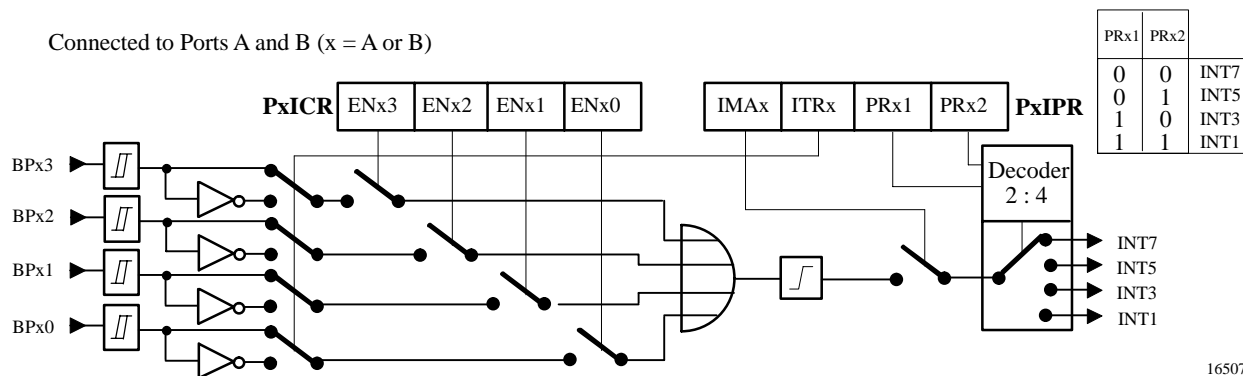 Connected to Ports A and B (x = A or B)
PRx1 PRx2
0 0 INT7
0 1 INT5
1 0 INT3
1 1 INT1
PxICR ENx3 ENx2 ENx1 ENx0
IMAx ITRx PRx1 PRx2 PxIPR
BPx3
BPx2
BPx1
BPx0
Decoder
2 : 4
INT7
INT5
INT3
INT1
16507